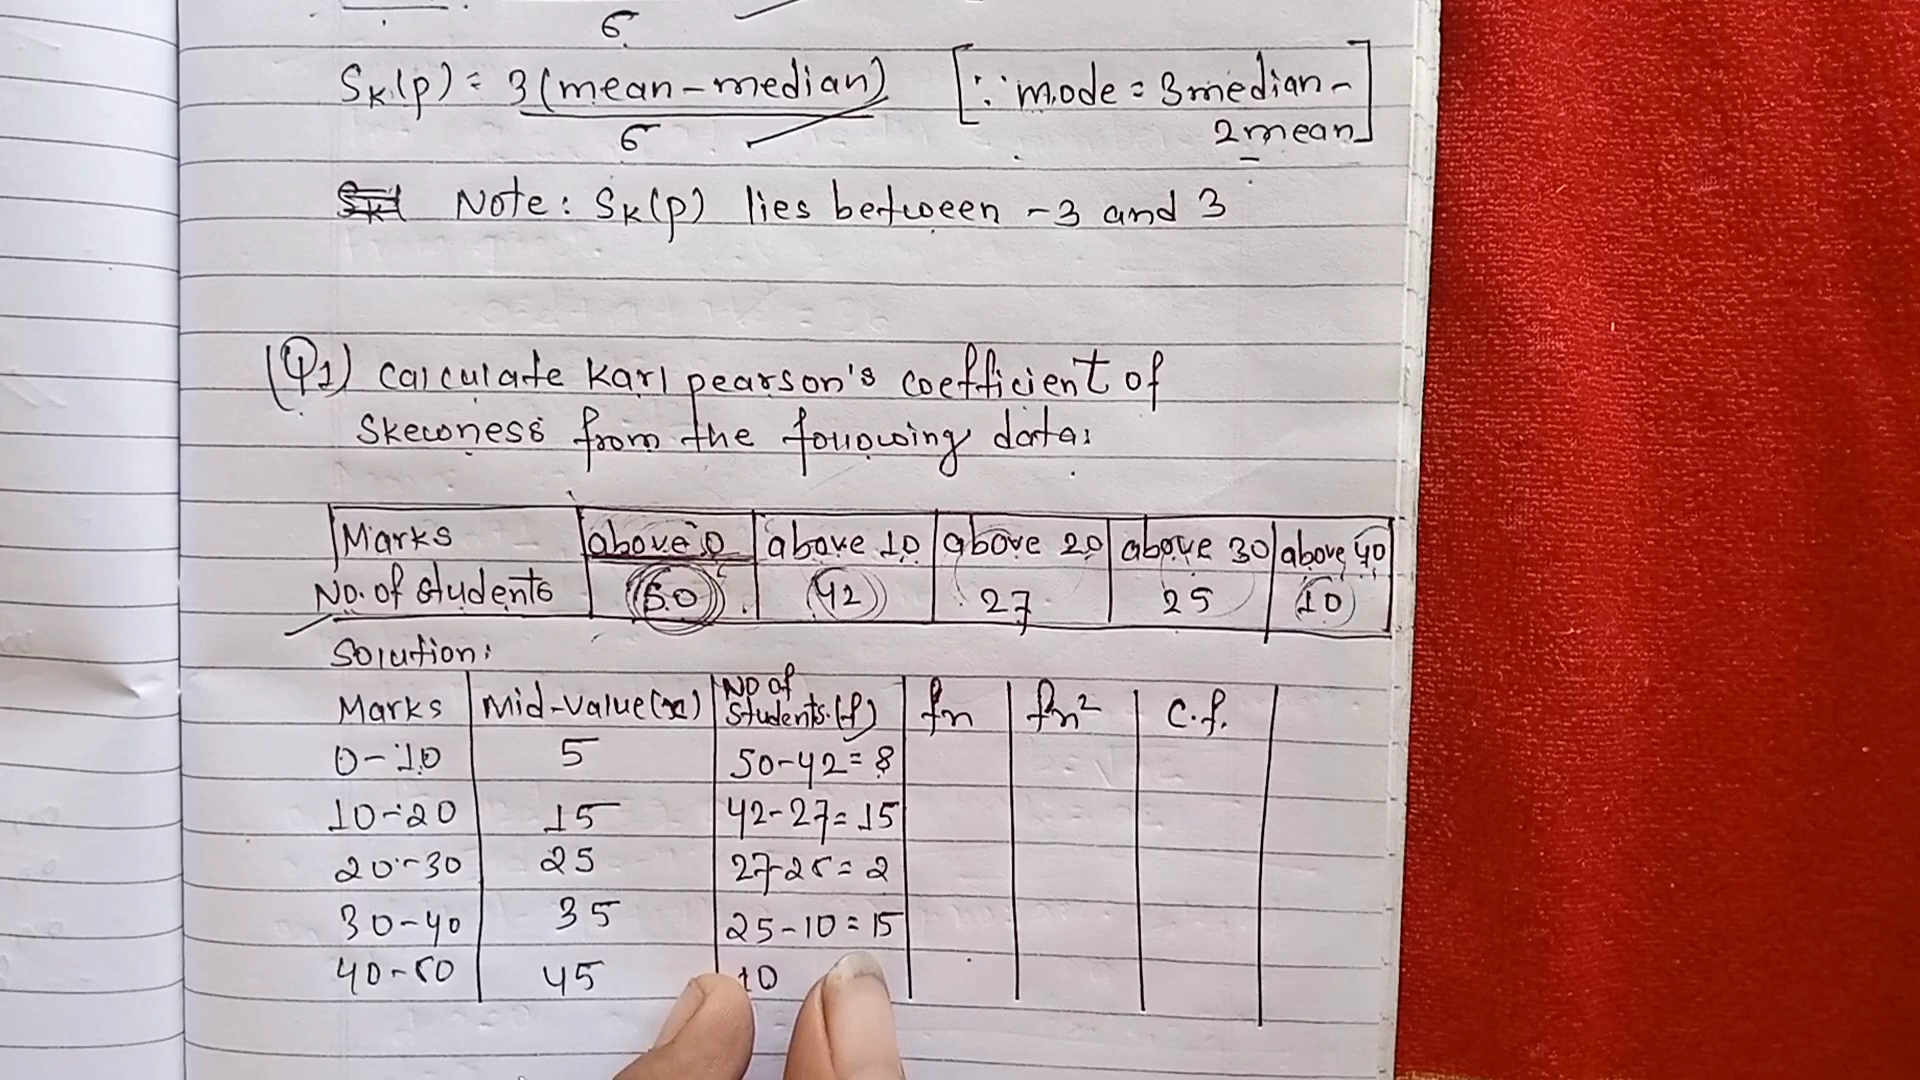 6
Sk(p) = 3(mean-median) [∵ mode = 3median-
6 2mean]
Note: Sk(p) lies between -3 and 3
(Q1) calculate Karl pearson's coefficient of
Skewness from the following data:
Marks above 0 above 10 above 20 above 30 above 40
No. of students 50 42 27 25 10
Solution:
Marks Mid-value(x) No of students (f) fx fx² c.f.
0-10 5 50-42=8
10-20 15 42-27=15
20-30 25 27-25=2
30-40 35 25-10=15
40-50 45 10